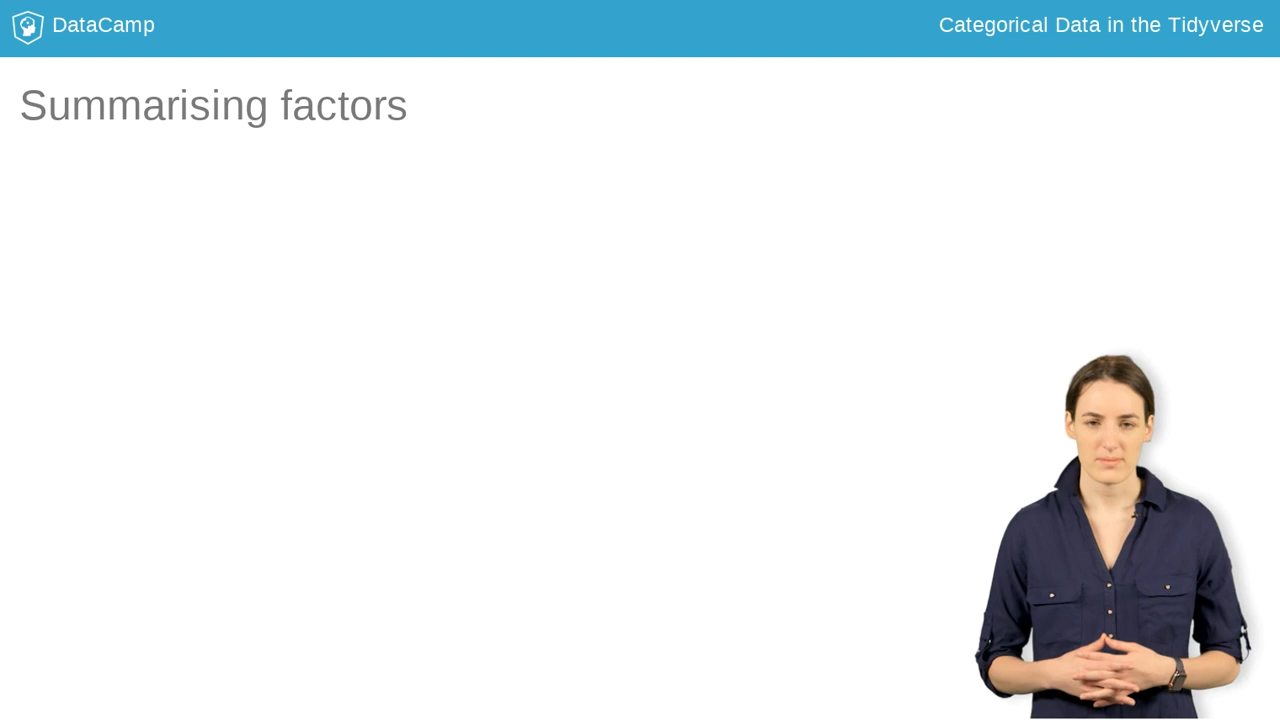 DataCamp
Categorical Data in the Tidyverse
Summarising factors